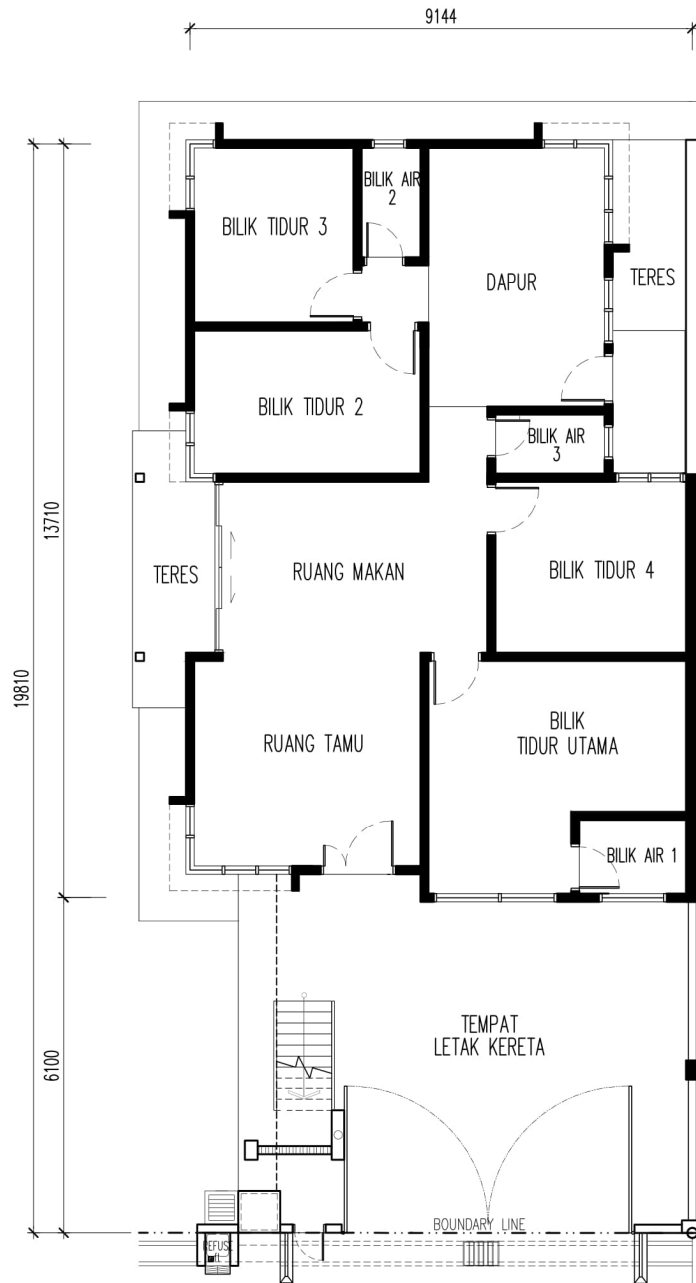 9144
BILIK TIDUR 3
BILIK AIR
2
DAPUR
TERES
BILIK TIDUR 2
BILIK AIR
3
13710
TERES
RUANG MAKAN
BILIK TIDUR 4
19810
RUANG TAMU
BILIK
TIDUR UTAMA
BILIK AIR 1
6100
TEMPAT
LETAK KERETA
BOUNDARY LINE
REFUSE